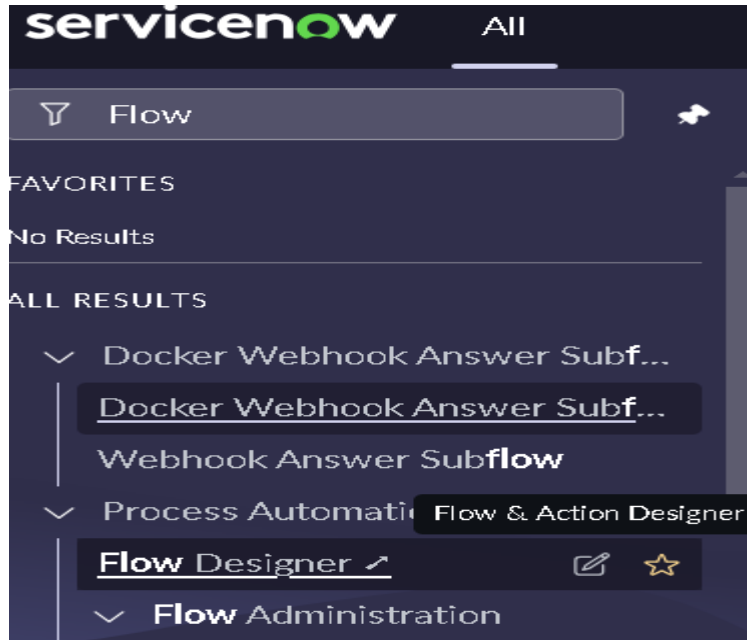 servicenow All
Flow
FAVORITES
No Results
ALL RESULTS
Docker Webhook Answer Subf...
Docker Webhook Answer Subf...
Webhook Answer Subflow
Process Automati Flow & Action Designer
Flow Designer ↗
Flow Administration